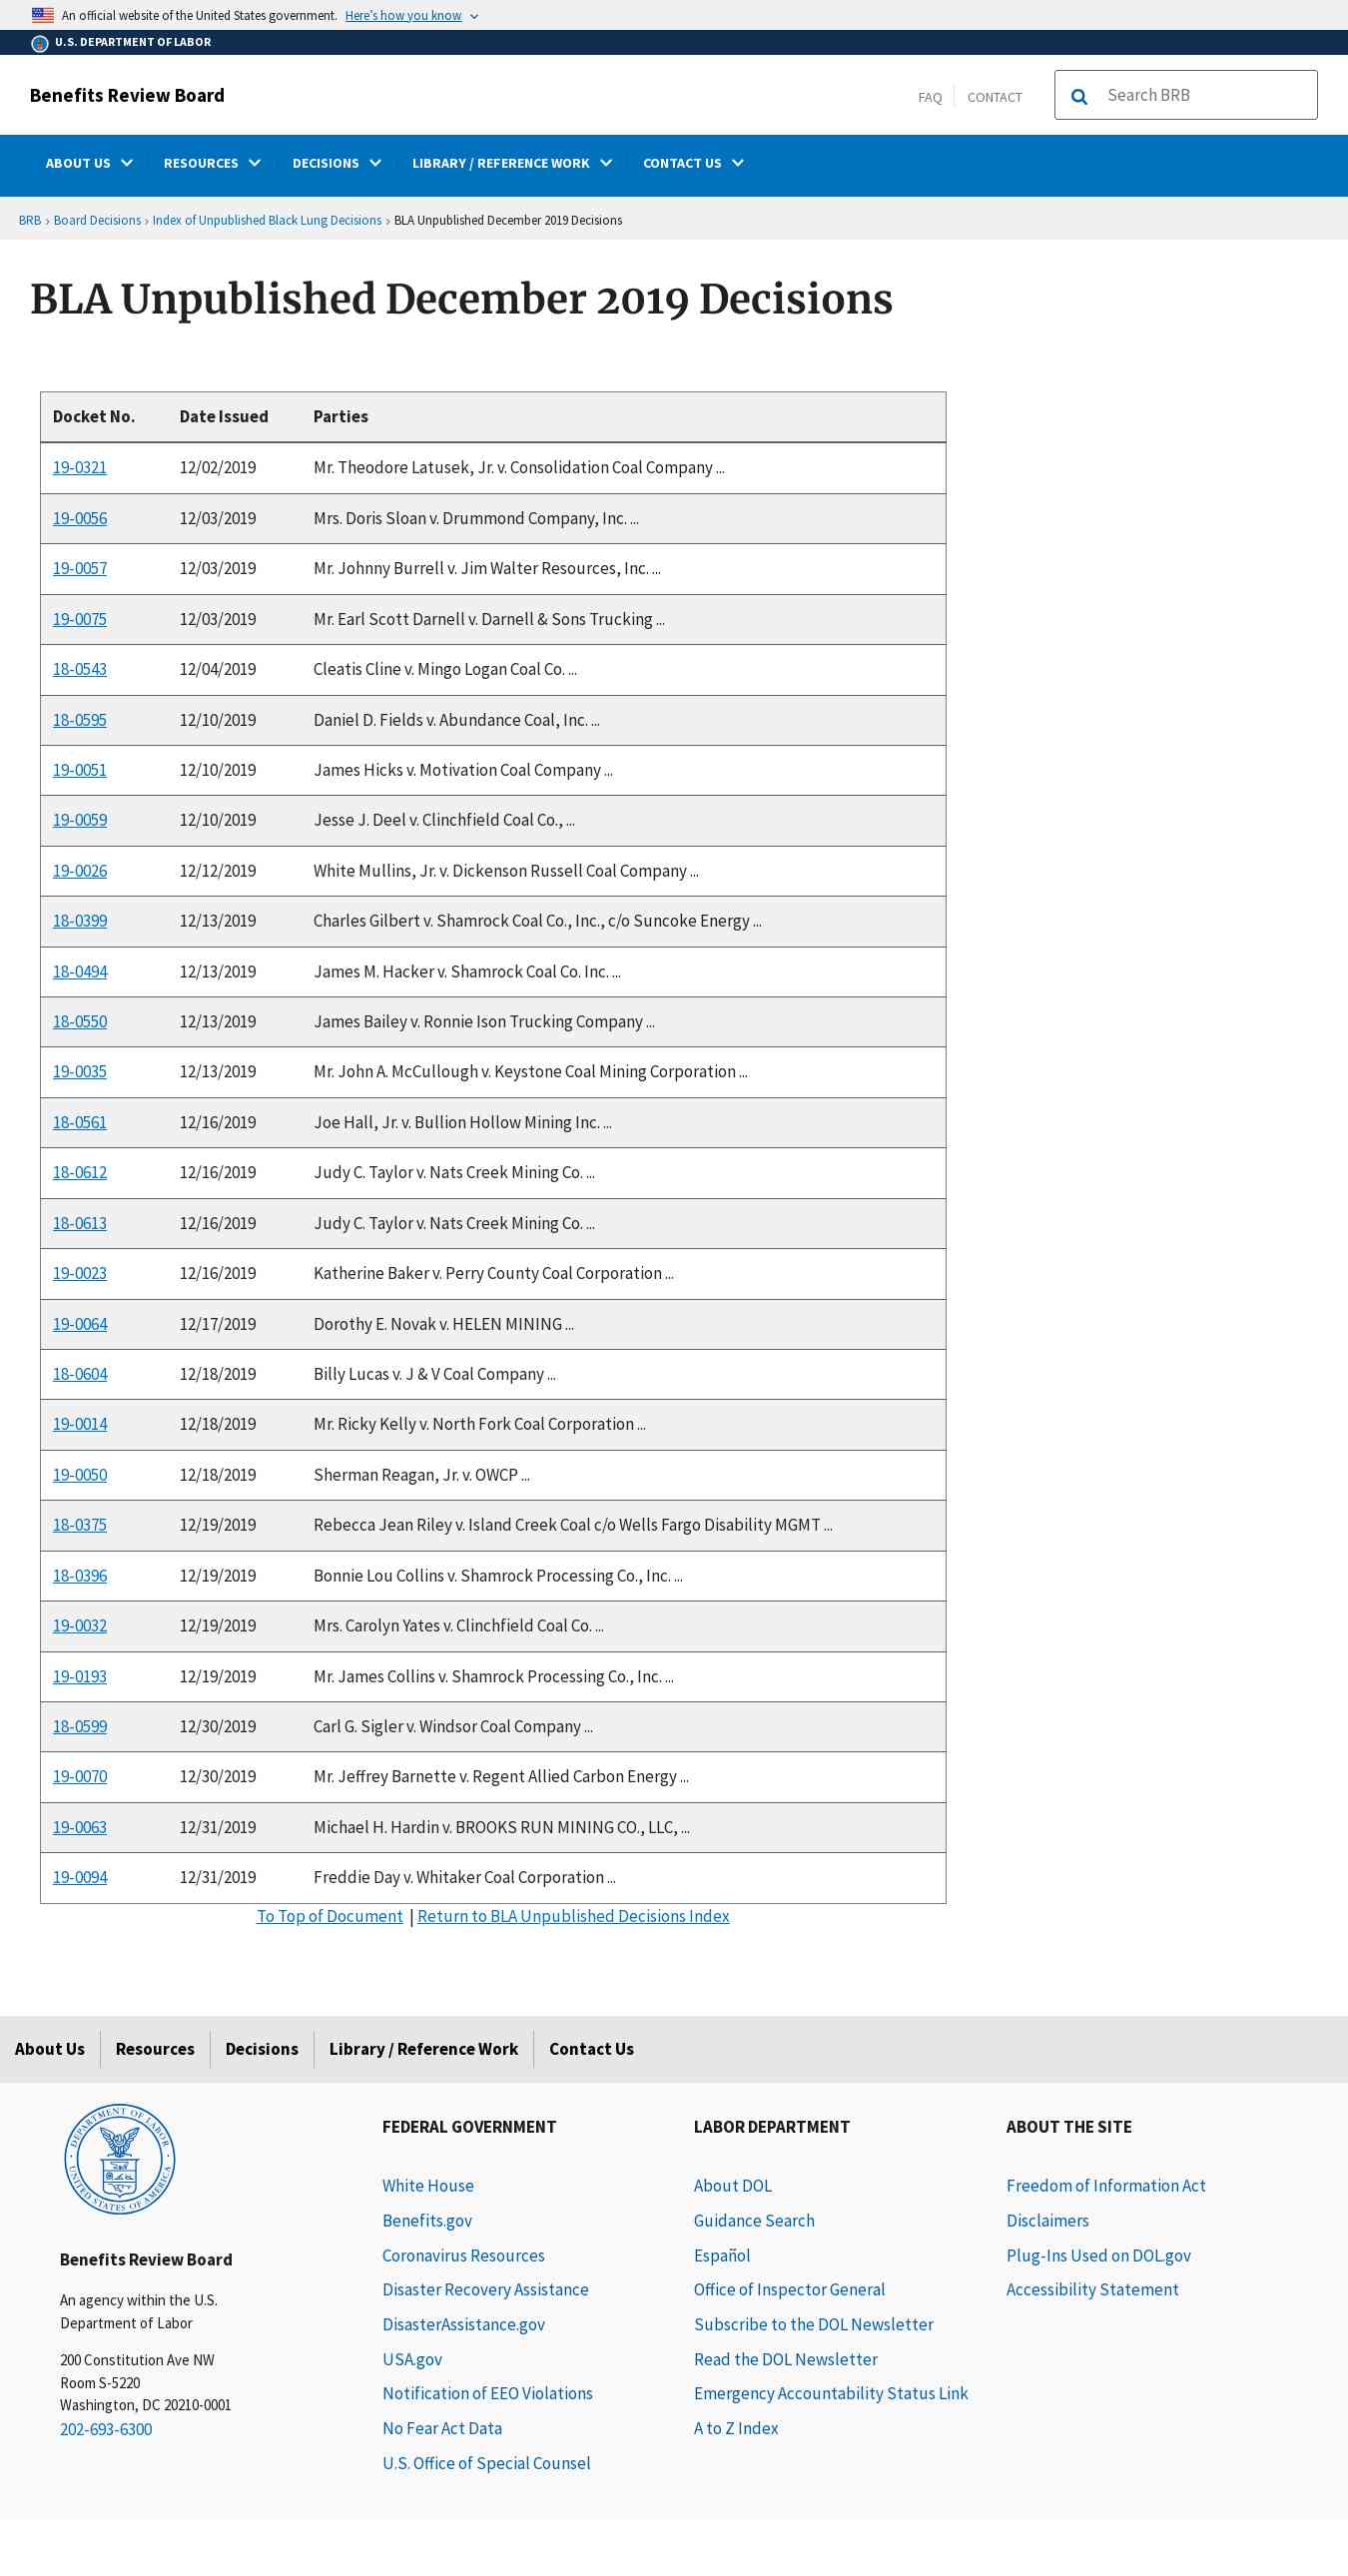 An official website of the United States government. Here's how you know
U.S. DEPARTMENT OF LABOR
Benefits Review Board
FAQ CONTACT Search BRB
ABOUT US RESOURCES DECISIONS LIBRARY / REFERENCE WORK CONTACT US
BRB › Board Decisions › Index of Unpublished Black Lung Decisions › BLA Unpublished December 2019 Decisions
BLA Unpublished December 2019 Decisions
Docket No. Date Issued Parties
19-0321 12/02/2019 Mr. Theodore Latusek, Jr. v. Consolidation Coal Company ...
19-0056 12/03/2019 Mrs. Doris Sloan v. Drummond Company, Inc. ...
19-0057 12/03/2019 Mr. Johnny Burrell v. Jim Walter Resources, Inc. ...
19-0075 12/03/2019 Mr. Earl Scott Darnell v. Darnell & Sons Trucking ...
18-0543 12/04/2019 Cleatis Cline v. Mingo Logan Coal Co. ...
18-0595 12/10/2019 Daniel D. Fields v. Abundance Coal, Inc. ...
19-0051 12/10/2019 James Hicks v. Motivation Coal Company ...
19-0059 12/10/2019 Jesse J. Deel v. Clinchfield Coal Co., ...
19-0026 12/12/2019 White Mullins, Jr. v. Dickenson Russell Coal Company ...
18-0399 12/13/2019 Charles Gilbert v. Shamrock Coal Co., Inc., c/o Suncoke Energy ...
18-0494 12/13/2019 James M. Hacker v. Shamrock Coal Co. Inc. ...
18-0550 12/13/2019 James Bailey v. Ronnie Ison Trucking Company ...
19-0035 12/13/2019 Mr. John A. McCullough v. Keystone Coal Mining Corporation ...
18-0561 12/16/2019 Joe Hall, Jr. v. Bullion Hollow Mining Inc. ...
18-0612 12/16/2019 Judy C. Taylor v. Nats Creek Mining Co. ...
18-0613 12/16/2019 Judy C. Taylor v. Nats Creek Mining Co. ...
19-0023 12/16/2019 Katherine Baker v. Perry County Coal Corporation ...
19-0064 12/17/2019 Dorothy E. Novak v. HELEN MINING ...
18-0604 12/18/2019 Billy Lucas v. J & V Coal Company ...
19-0014 12/18/2019 Mr. Ricky Kelly v. North Fork Coal Corporation ...
19-0050 12/18/2019 Sherman Reagan, Jr. v. OWCP ...
18-0375 12/19/2019 Rebecca Jean Riley v. Island Creek Coal c/o Wells Fargo Disability MGMT ...
18-0396 12/19/2019 Bonnie Lou Collins v. Shamrock Processing Co., Inc. ...
19-0032 12/19/2019 Mrs. Carolyn Yates v. Clinchfield Coal Co. ...
19-0193 12/19/2019 Mr. James Collins v. Shamrock Processing Co., Inc. ...
18-0599 12/30/2019 Carl G. Sigler v. Windsor Coal Company ...
19-0070 12/30/2019 Mr. Jeffrey Barnette v. Regent Allied Carbon Energy ...
19-0063 12/31/2019 Michael H. Hardin v. BROOKS RUN MINING CO., LLC, ...
19-0094 12/31/2019 Freddie Day v. Whitaker Coal Corporation ...
To Top of Document | Return to BLA Unpublished Decisions Index
About Us Resources Decisions Library / Reference Work Contact Us
DEPARTMENT OF LABOR
UNITED STATES OF AMERICA
Benefits Review Board
An agency within the U.S.
Department of Labor
200 Constitution Ave NW
Room S-5220
Washington, DC 20210-0001
202-693-6300
FEDERAL GOVERNMENT
White House
Benefits.gov
Coronavirus Resources
Disaster Recovery Assistance
DisasterAssistance.gov
USA.gov
Notification of EEO Violations
No Fear Act Data
U.S. Office of Special Counsel
LABOR DEPARTMENT
About DOL
Guidance Search
Español
Office of Inspector General
Subscribe to the DOL Newsletter
Read the DOL Newsletter
Emergency Accountability Status Link
A to Z Index
ABOUT THE SITE
Freedom of Information Act
Disclaimers
Plug-Ins Used on DOL.gov
Accessibility Statement